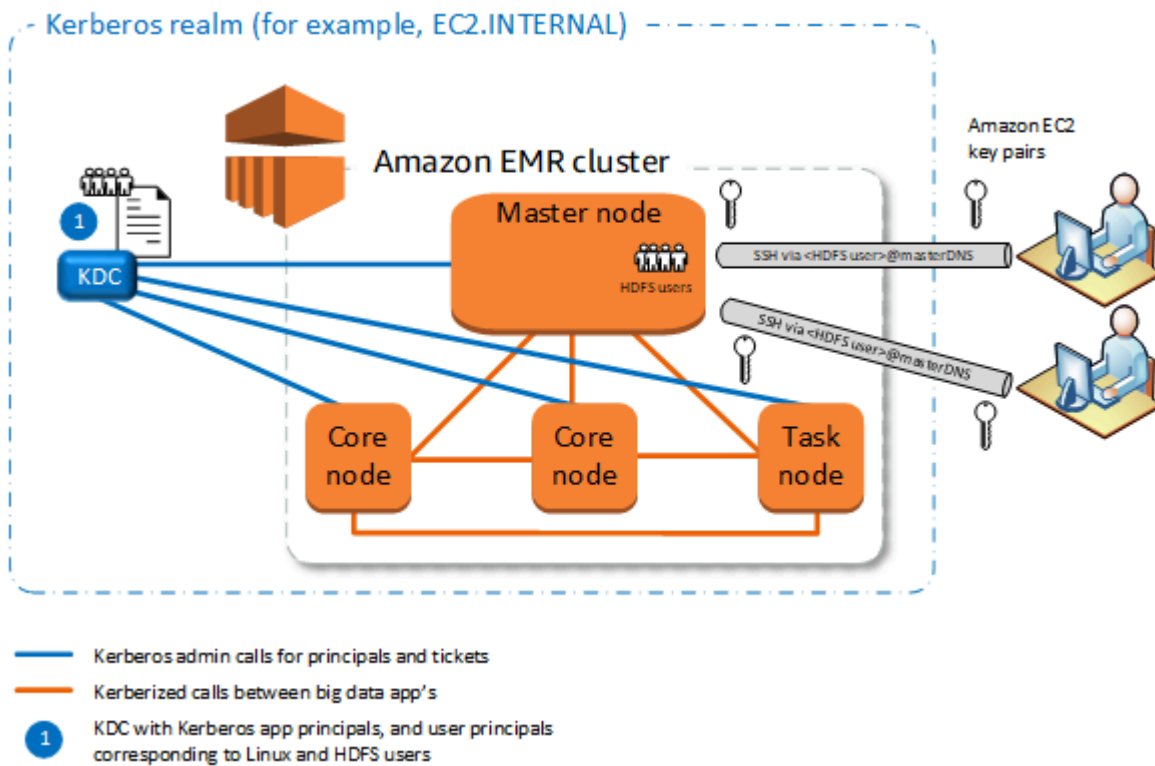 Kerberos realm (for example, EC2.INTERNAL)
Amazon EC2
key pairs
Amazon EMR cluster
Master node
1
KDC
HDFS users
SSH via <HDFS user>@masterDNS
SSH via <HDFS user>@masterDNS
Core
node
Core
node
Task
node
Kerberos admin calls for principals and tickets
Kerberized calls between big data app's
1
KDC with Kerberos app principals, and user principals
corresponding to Linux and HDFS users